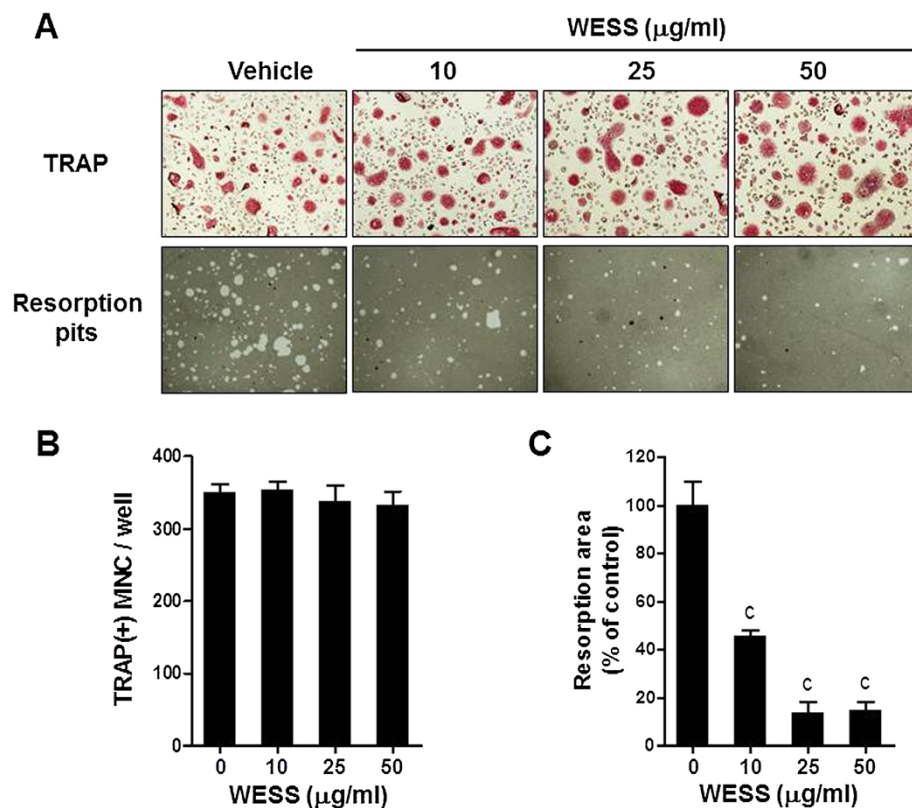 A
WESS (μg/ml)
Vehicle 10 25 50
TRAP
Resorption
pits
B
400
300
200
100
0
TRAP(+) MNC / well
0 10 25 50
WESS (μg/ml)
C
120
100
80
60
40
20
0
Resorption area
(% of control)
C
C
C
0 10 25 50
WESS (μg/ml)